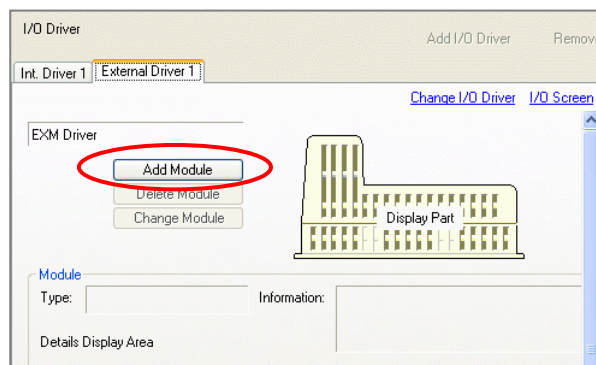 I/O Driver
Add I/O Driver Remov
Int. Driver 1 External Driver 1
Change I/O Driver I/O Screen
EXM Driver
Add Module
Delete Module
Change Module
Display Part
Module
Type: Information:
Details Display Area